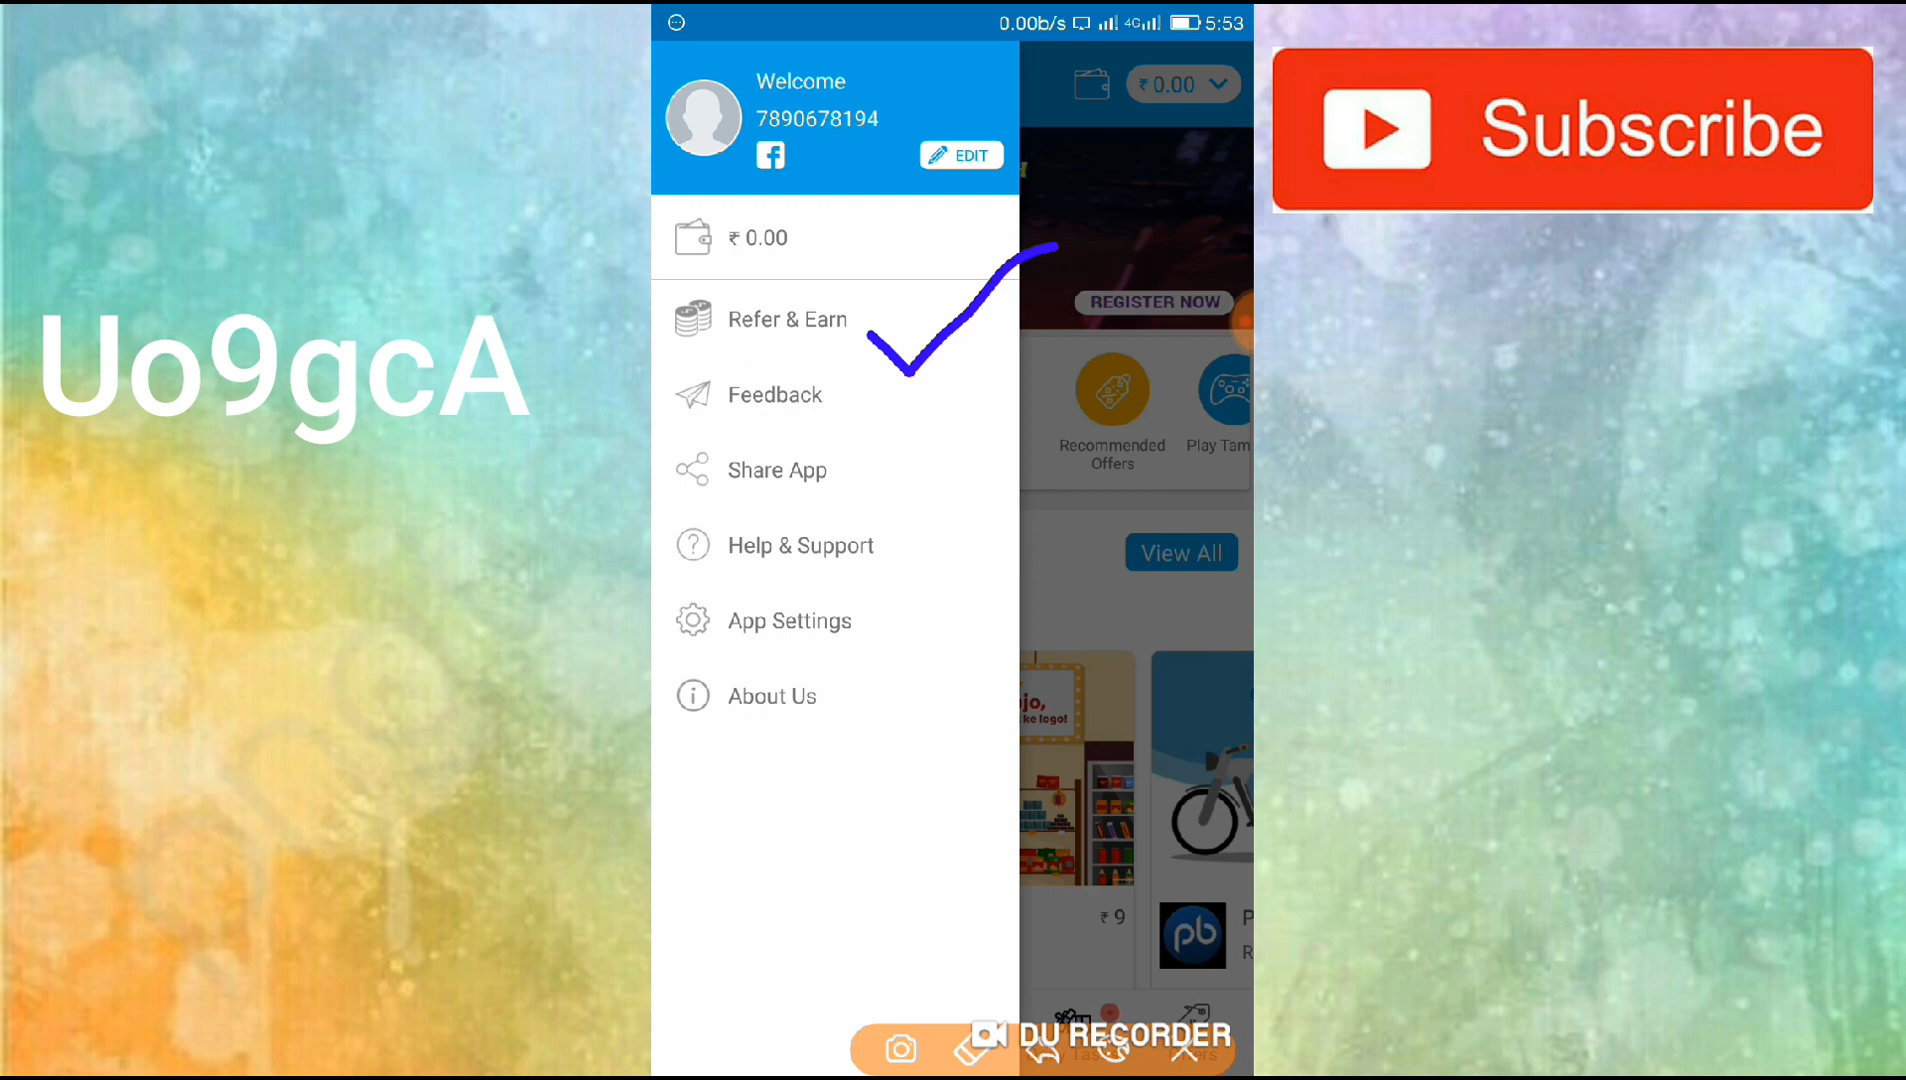 0.00b/s 4G 5:53
Welcome
7890678194
EDIT
₹ 0.00
₹ 0.00
Subscribe
REGISTER NOW
Uo9gcA
Refer & Earn
Feedback
Share App
Help & Support
App Settings
About Us
Recommended
Offers
Play Tam
View All
ojo,
ke logo!
₹ 9
pb
P
R
DU RECORDER